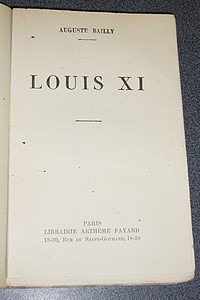 AUGUSTE BAILLY
LOUIS XI
PARIS
LIBRAIRIE ARTHÈME FAYARD
18-20, RUE DU SAINT-GOTHARD, 18-20